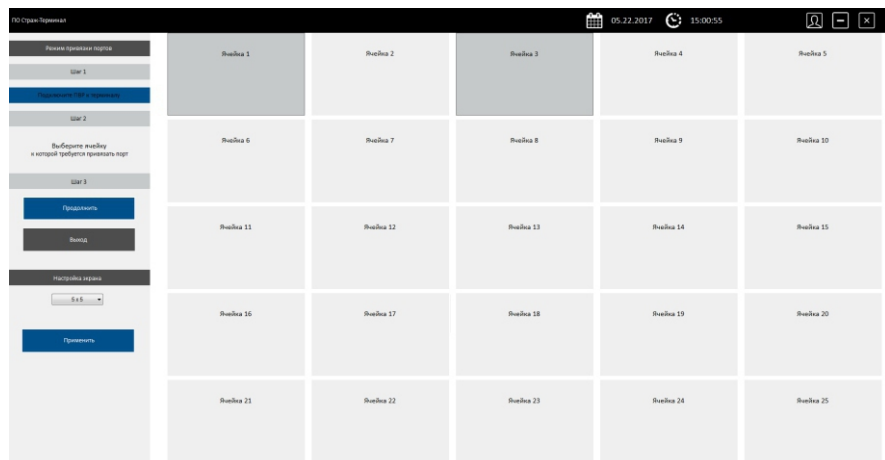 ПО Страж-Терминал
05.22.2017 15:00:55
Режим привязки портов
Шаг 1
Подключите ПВР к терминалу
Шаг 2
Выберите ячейку
к которой требуется привязать порт
Шаг 3
Продолжить
Выход
Настройка экрана
5 x 5
Применить
Ячейка 1 Ячейка 2 Ячейка 3 Ячейка 4 Ячейка 5
Ячейка 6 Ячейка 7 Ячейка 8 Ячейка 9 Ячейка 10
Ячейка 11 Ячейка 12 Ячейка 13 Ячейка 14 Ячейка 15
Ячейка 16 Ячейка 17 Ячейка 18 Ячейка 19 Ячейка 20
Ячейка 21 Ячейка 22 Ячейка 23 Ячейка 24 Ячейка 25